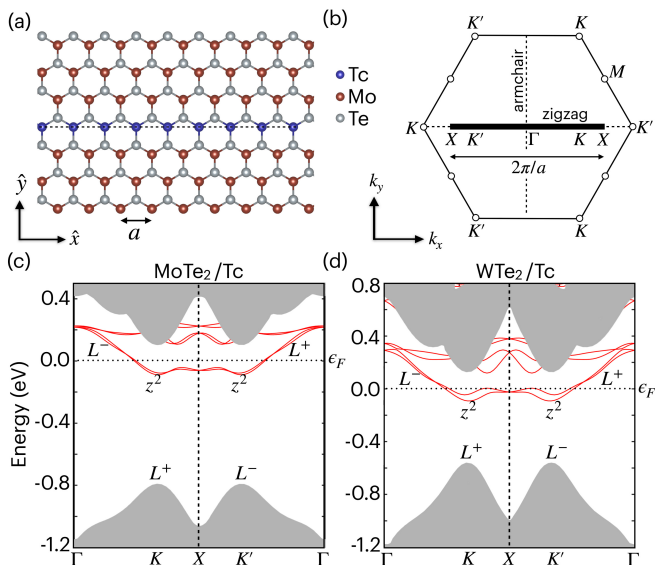 (a)
Tc
Mo
Te
ŷ
x̂
a
(b)
K′ K
M
armchair
zigzag
K K′
X K′ Γ K X
2π/a
k_y
k_x
K′ K
(c) MoTe₂/Tc
Energy (eV)
0.4
0.0
-0.4
-0.8
-1.2
L⁻ L⁺
ϵ_F
z² z²
L⁺ L⁻
Γ K X K′ Γ
(d) WTe₂/Tc
0.8
0.4
0.0
-0.4
-0.8
-1.2
L⁻ L⁺
ϵ_F
z² z²
L⁺ L⁻
Γ K X K′ Γ